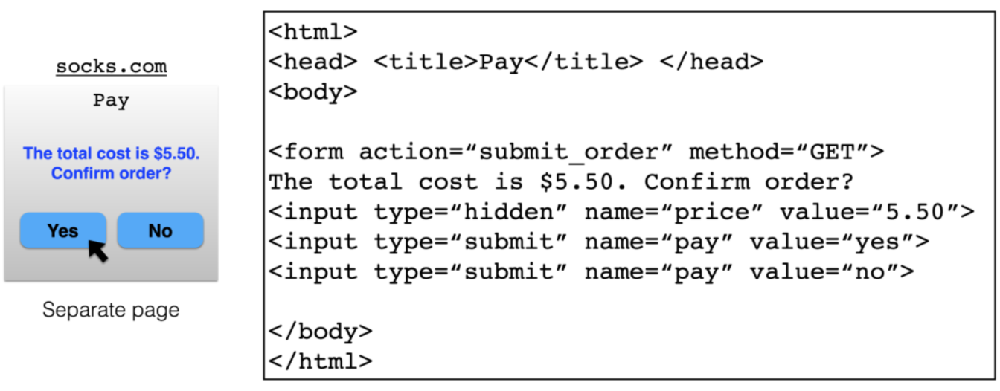 socks.com
Pay
The total cost is $5.50.
Confirm order?
Yes
No
Separate page
<html>
<head> <title>Pay</title> </head>
<body>
<form action=“submit_order” method=“GET”>
The total cost is $5.50. Confirm order?
<input type=“hidden” name=“price” value=“5.50”>
<input type=“submit” name=“pay” value=“yes”>
<input type=“submit” name=“pay” value=“no”>
</body>
</html>